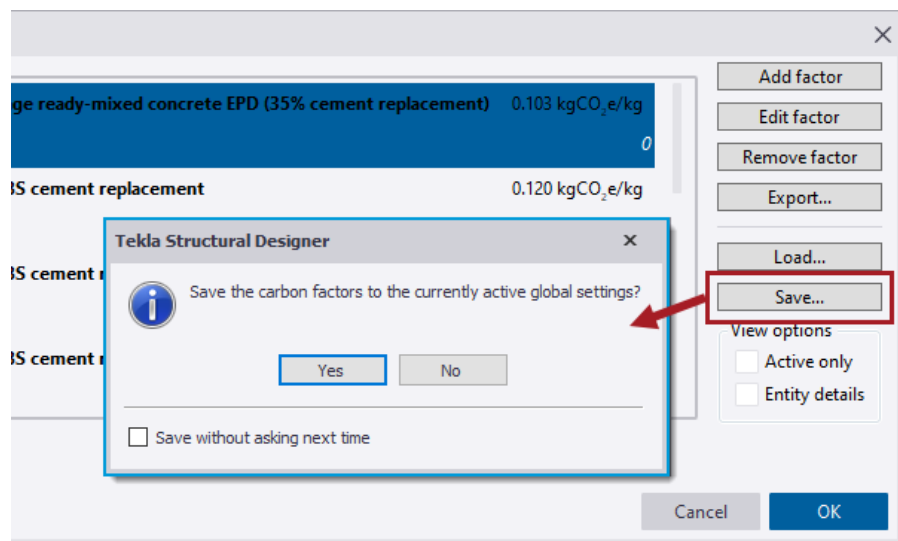 Add factor
ge ready-mixed concrete EPD (35% cement replacement) 0.103 kgCO₂e/kg
Edit factor
0
Remove factor
3S cement replacement 0.120 kgCO₂e/kg
Export...
Tekla Structural Designer
Load...
3S cement r
Save the carbon factors to the currently active global settings?
Save...
View options
3S cement r
Yes No
Active only
Entity details
Save without asking next time
Cancel OK